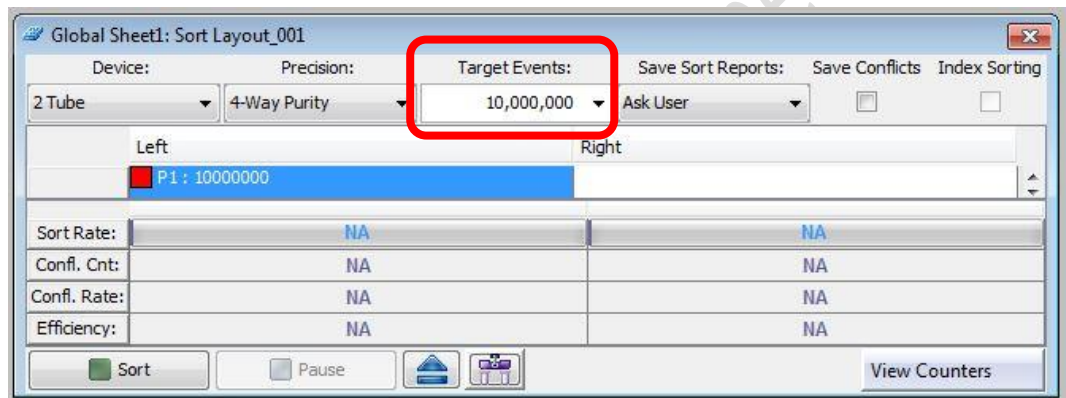 Global Sheet1: Sort Layout_001
Device: Precision: Target Events: Save Sort Reports: Save Conflicts Index Sorting
2 Tube 4-Way Purity 10,000,000 Ask User
Left Right
P1 : 10000000
Sort Rate: NA NA
Confl. Cnt: NA NA
Confl. Rate: NA NA
Efficiency: NA NA
Sort Pause View Counters